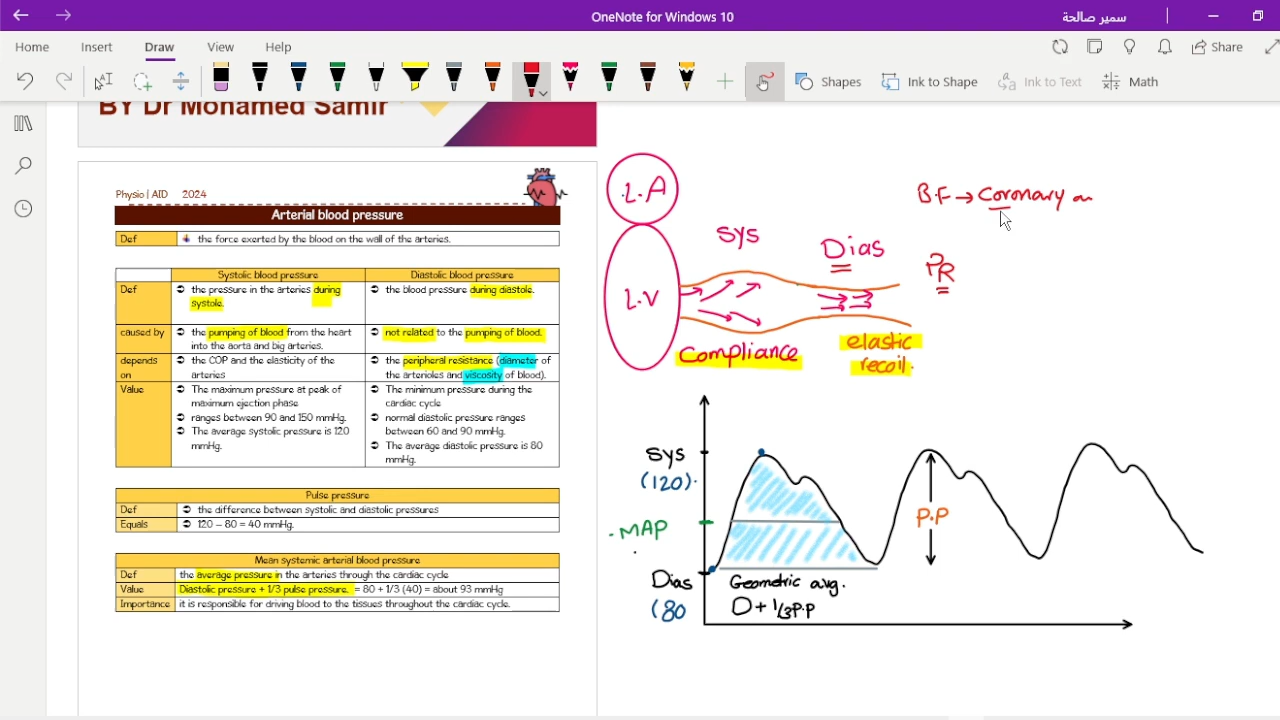 OneNote for Windows 10
سمير صالحة
Home Insert Draw View Help
Share
Shapes
Ink to Shape
Ink to Text
Math
BY Dr Mohamed Samir
Physio | AID 2024
Arterial blood pressure
Def the force exerted by the blood on the wall of the arteries.
Systolic blood pressure Diastolic blood pressure
Def
the pressure in the arteries during
systole.
the blood pressure during diastole.
caused by
the pumping of blood from the heart
into the aorta and big arteries.
not related to the pumping of blood.
depends
on
the COP and the elasticity of the
arteries
the peripheral resistance (diameter of
the arterioles and viscosity of blood).
Value
The maximum pressure at peak of
maximum ejection phase
ranges between 90 and 150 mmHg.
The average systolic pressure is 120
mmHg.
The minimum pressure during the
cardiac cycle
normal diastolic pressure ranges
between 60 and 90 mmHg.
The average diastolic pressure is 80
mmHg.
Pulse pressure
Def the difference between systolic and diastolic pressures
Equals 120 – 80 = 40 mmHg.
Mean systemic arterial blood pressure
Def the average pressure in the arteries through the cardiac cycle
Value Diastolic pressure + 1/3 pulse pressure. = 80 + 1/3 (40) = about 93 mmHg
Importance it is responsible for driving blood to the tissues throughout the cardiac cycle.
L.A
L.V
Sys
Dias
PR
B.F → Coronary an
Compliance
elastic
recoil.
Sys
(120).
.MAP
Dias
(80
P.P
Geometric avg.
D + 1/3 P.P